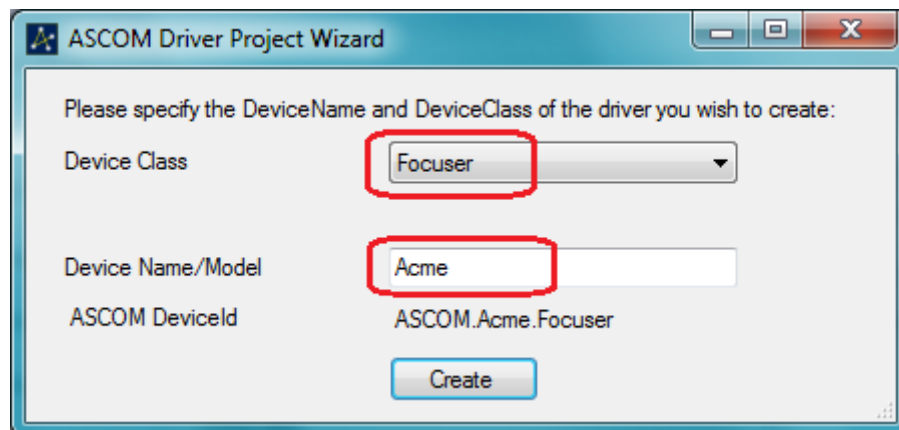 ASCOM Driver Project Wizard
Please specify the DeviceName and DeviceClass of the driver you wish to create:
Device Class Focuser
Device Name/Model Acme
ASCOM DeviceId ASCOM.Acme.Focuser
Create